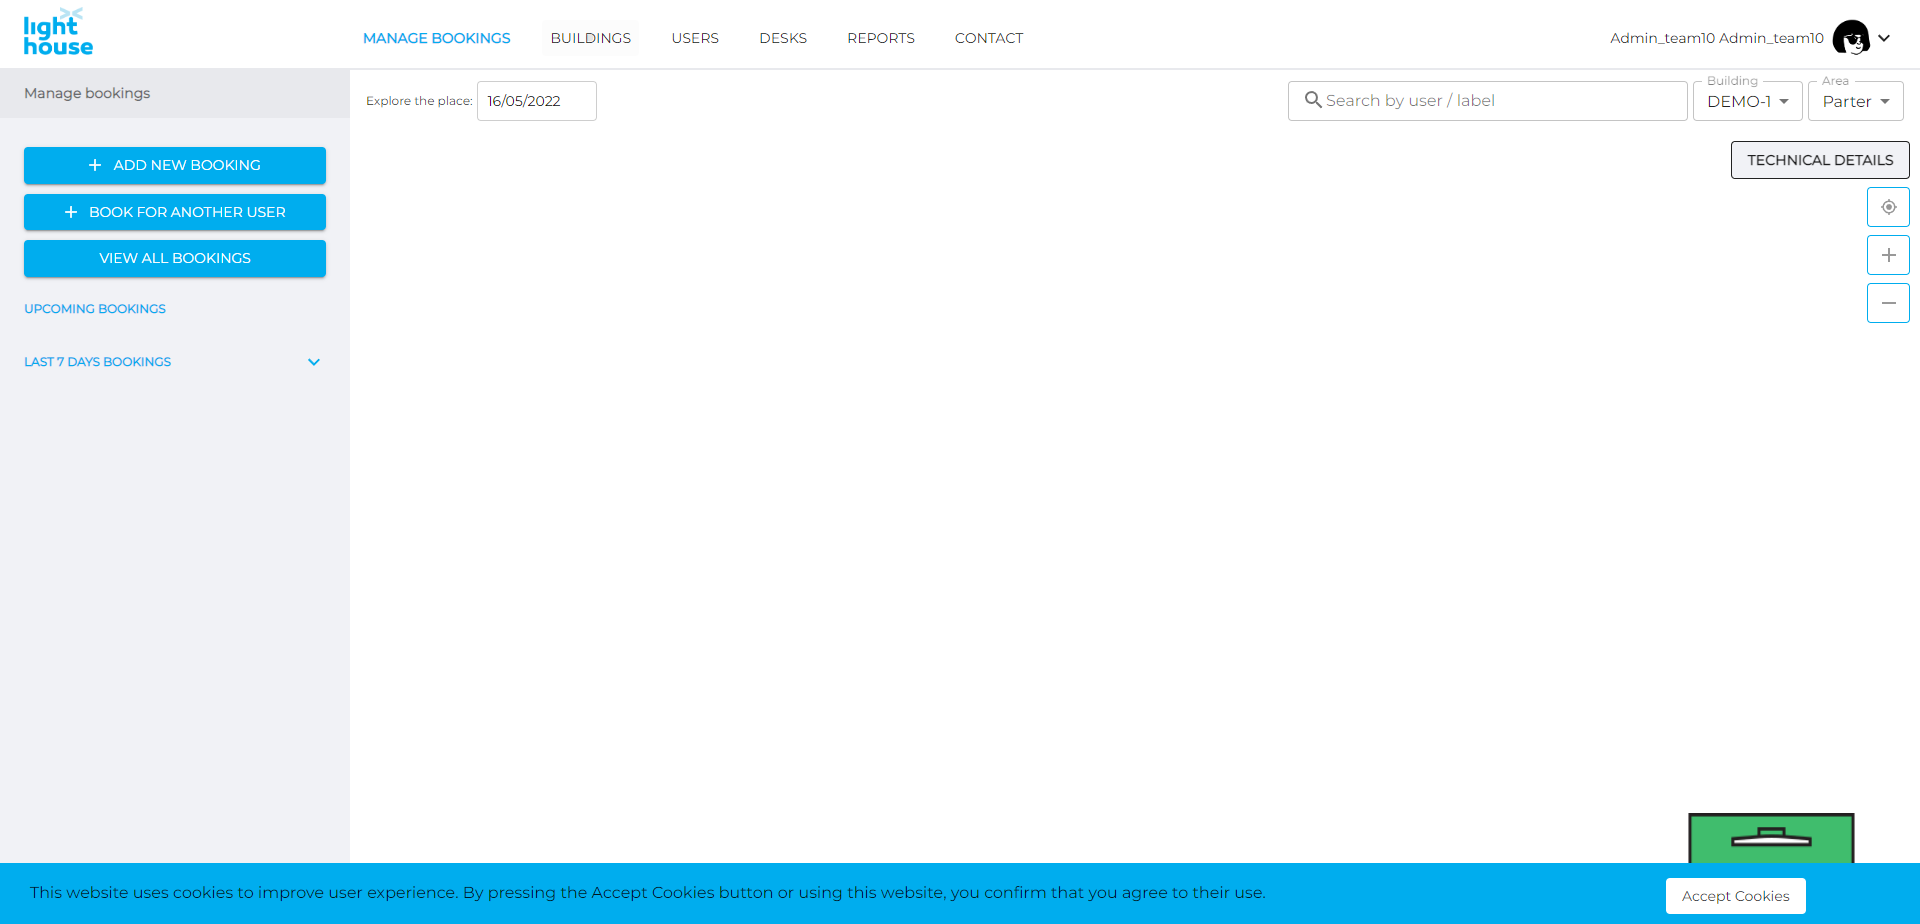 light
house
MANAGE BOOKINGS
BUILDINGS
USERS
DESKS
REPORTS
CONTACT
Admin_team10 Admin_team10
Manage bookings
Explore the place:
16/05/2022
Search by user / label
Building
DEMO-1
Area
Parter
ADD NEW BOOKING
BOOK FOR ANOTHER USER
VIEW ALL BOOKINGS
UPCOMING BOOKINGS
LAST 7 DAYS BOOKINGS
TECHNICAL DETAILS
This website uses cookies to improve user experience. By pressing the Accept Cookies button or using this website, you confirm that you agree to their use.
Accept Cookies